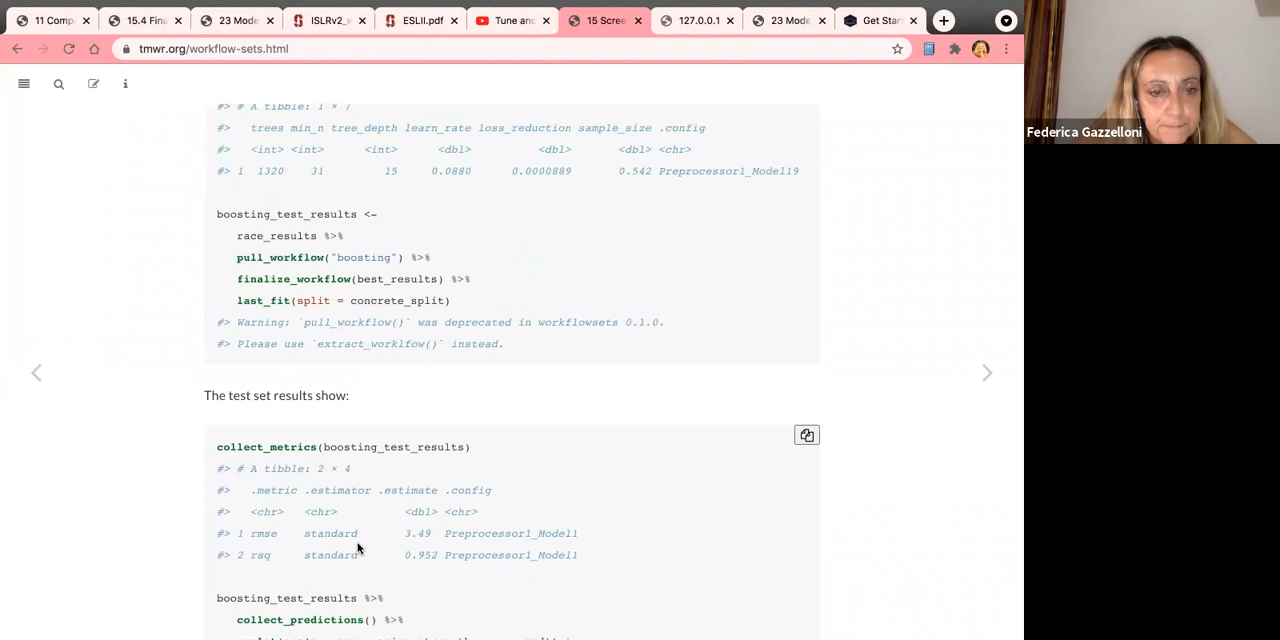 11 Comp
15.4 Fina
23 Mode
ISLRv2_w
ESLII.pdf
Tune and
15 Scree
127.0.0.1
23 Mode
Get Star
tmwr.org/workflow-sets.html
Federica Gazzelloni
#> # A tibble: 1 × 7
#>   trees min_n tree_depth learn_rate loss_reduction sample_size .config
#>   <int> <int>      <int>      <dbl>          <dbl>       <dbl> <chr>
#> 1  1320    31         15     0.0880      0.0000889       0.542 Preprocessor1_Model19
boosting_test_results <-
race_results %>%
pull_workflow("boosting") %>%
finalize_workflow(best_results) %>%
last_fit(split = concrete_split)
#> Warning: `pull_workflow()` was deprecated in workflowsets 0.1.0.
#> Please use `extract_worklfow()` instead.
The test set results show:
collect_metrics(boosting_test_results)
#> # A tibble: 2 × 4
#>   .metric .estimator .estimate .config
#>   <chr>   <chr>          <dbl> <chr>
#> 1 rmse    standard       3.49  Preprocessor1_Model1
#> 2 rsq     standard       0.952 Preprocessor1_Model1
boosting_test_results %>%
collect_predictions() %>%